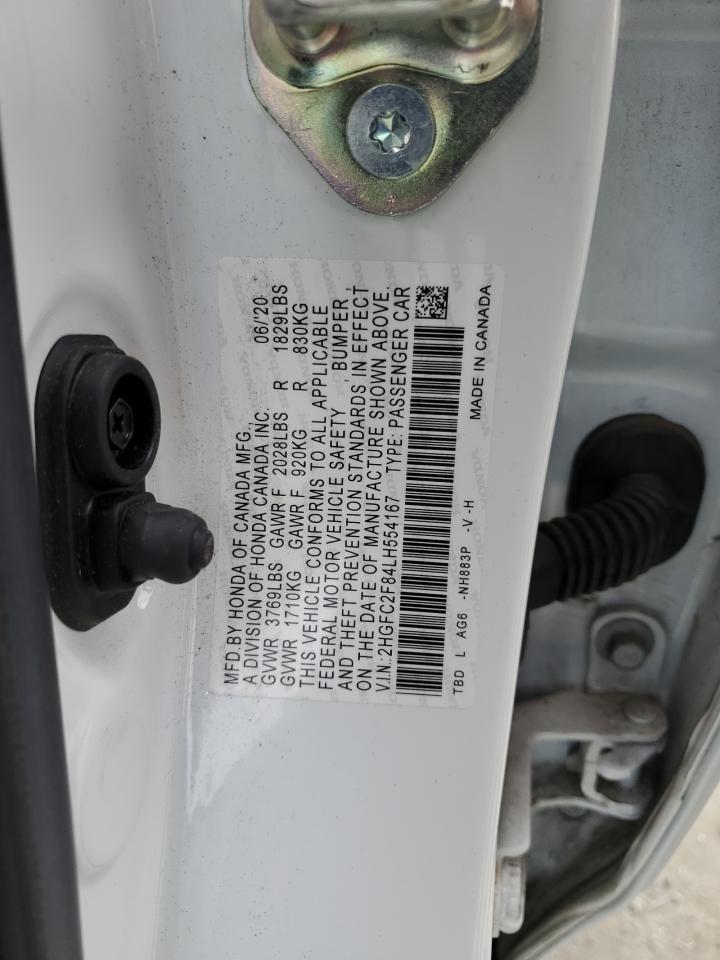 MFD. BY HONDA OF CANADA MFG., 06/'20
A DIVISION OF HONDA CANADA INC.
GVWR 3769LBS GAWR F 2028LBS R 1829LBS
GVWR 1710KG GAWR F 920KG R 830KG
THIS VEHICLE CONFORMS TO ALL APPLICABLE
FEDERAL MOTOR VEHICLE SAFETY, BUMPER,
AND THEFT PREVENTION STANDARDS IN EFFECT
ON THE DATE OF MANUFACTURE SHOWN ABOVE.
V.I.N.: 2HGFC2F84LH554167 TYPE: PASSENGER CAR
TBD L AG6 -NH883P -V -H
MADE IN CANADA